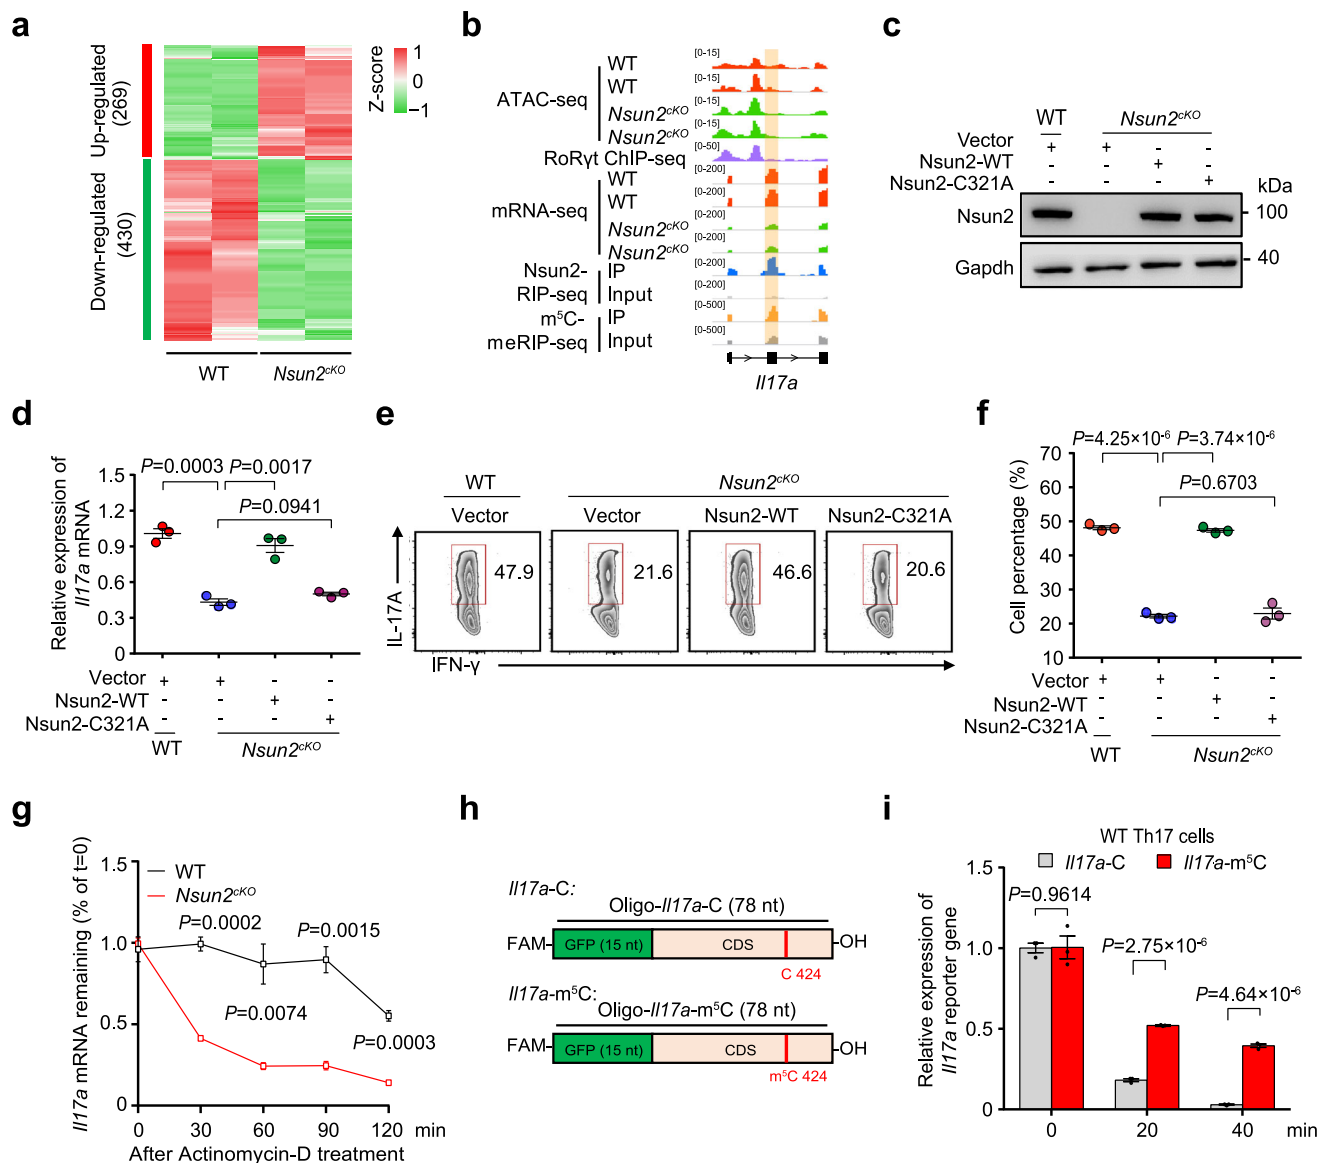 a
Up-regulated
(269)
Down-regulated
(430)
Z-score
1
0
−1
WT
Nsun2cKO
b
ATAC-seq
WT
WT
Nsun2cKO
Nsun2cKO
RoRγt ChIP-seq
mRNA-seq
WT
WT
Nsun2cKO
Nsun2cKO
Nsun2-
RIP-seq
IP
Input
m5C-
meRIP-seq
IP
Input
[0-15]
[0-15]
[0-15]
[0-15]
[0-50]
[0-200]
[0-200]
[0-200]
[0-200]
[0-200]
[0-200]
[0-500]
[0-500]
Il17a
c
WT
Nsun2cKO
Vector + + - -
Nsun2-WT - - + -
Nsun2-C321A - - - +
kDa
Nsun2
100
Gapdh
40
d
Relative expression of
Il17a mRNA
1.5
1.2
0.9
0.6
0.3
0
P=0.0003
P=0.0017
P=0.0941
Vector + + - -
Nsun2-WT - - + -
Nsun2-C321A - - - +
WT
Nsun2cKO
e
WT
Nsun2cKO
Vector
Vector
Nsun2-WT
Nsun2-C321A
47.9
21.6
46.6
20.6
IL-17A
IFN-γ
f
Cell percentage (%)
70
60
50
40
30
20
10
P=4.25×10-6
P=3.74×10-6
P=0.6703
Vector + + - -
Nsun2-WT - - + -
Nsun2-C321A - - - +
WT
Nsun2cKO
g
Il17a mRNA remaining (% of t=0)
1.5
1.0
0.5
0
WT
Nsun2cKO
P=0.0002
P=0.0015
P=0.0074
P=0.0003
0 30 60 90 120 min
After Actinomycin-D treatment
h
Il17a-C:
Oligo-Il17a-C (78 nt)
FAM-
GFP (15 nt)
CDS
-OH
C 424
Il17a-m5C:
Oligo-Il17a-m5C (78 nt)
FAM-
GFP (15 nt)
CDS
-OH
m5C 424
i
WT Th17 cells
Il17a-C
Il17a-m5C
Relative expression of
Il17a reporter gene
1.5
1.0
0.5
0
P=0.9614
P=2.75×10-6
P=4.64×10-6
0 20 40 min